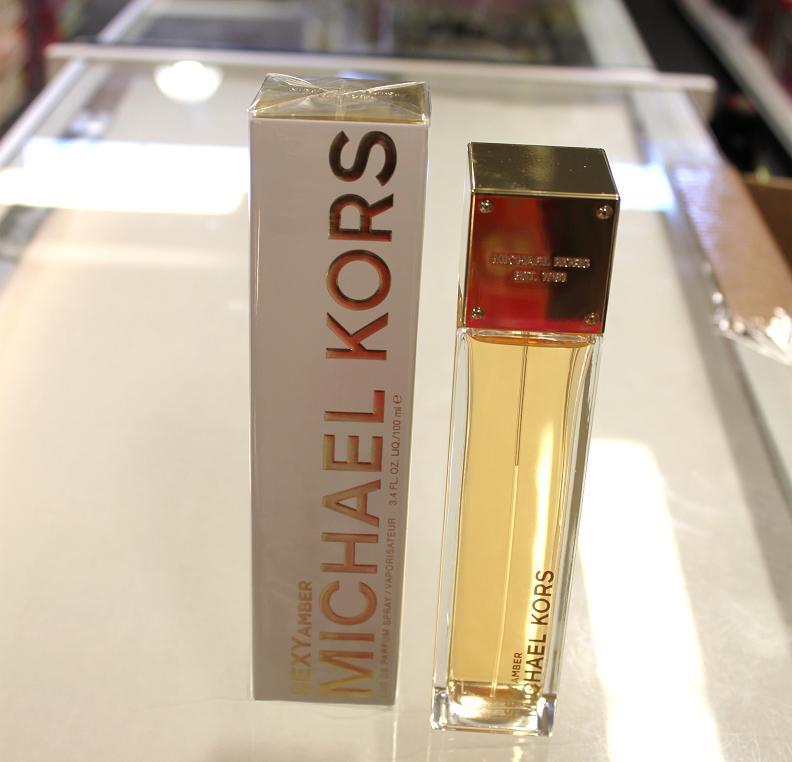 SEXY AMBER
MICHAEL KORS
EAU DE PARFUM SPRAY / VAPORISATEUR 3.4 FL. OZ. LIQ./100 ml e
MICHAEL KORS
EST. 1981
SEXY AMBER
MICHAEL KORS